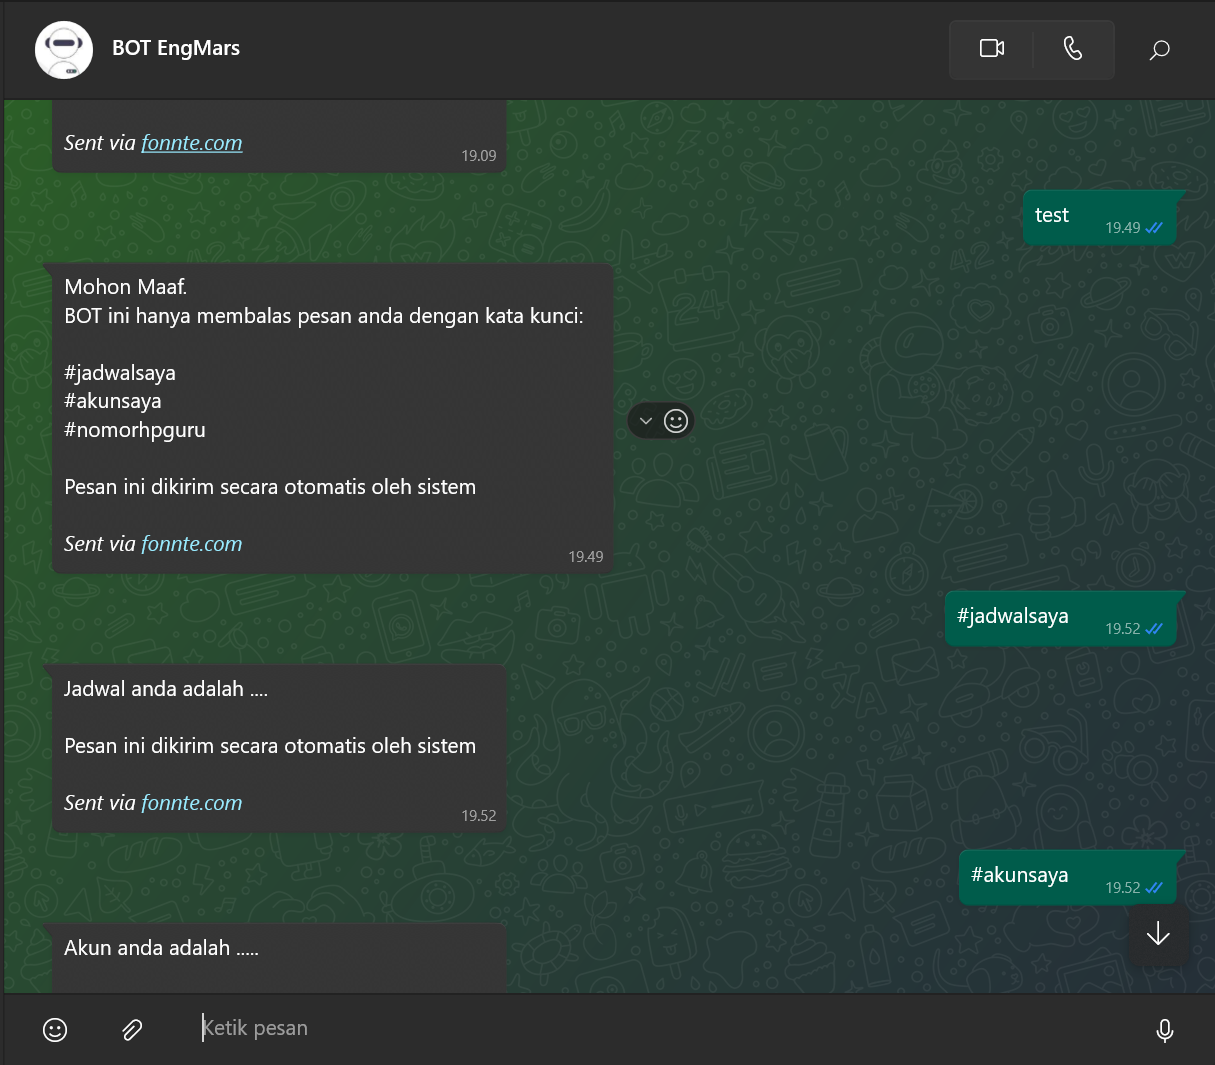 BOT EngMars
Sent via fonnte.com
19.09
test
19.49
Mohon Maaf.
BOT ini hanya membalas pesan anda dengan kata kunci:
#jadwalsaya
#akunsaya
#nomorhpguru
Pesan ini dikirim secara otomatis oleh sistem
Sent via fonnte.com
19.49
#jadwalsaya
19.52
Jadwal anda adalah ....
Pesan ini dikirim secara otomatis oleh sistem
Sent via fonnte.com
19.52
#akunsaya
19.52
Akun anda adalah .....
Ketik pesan